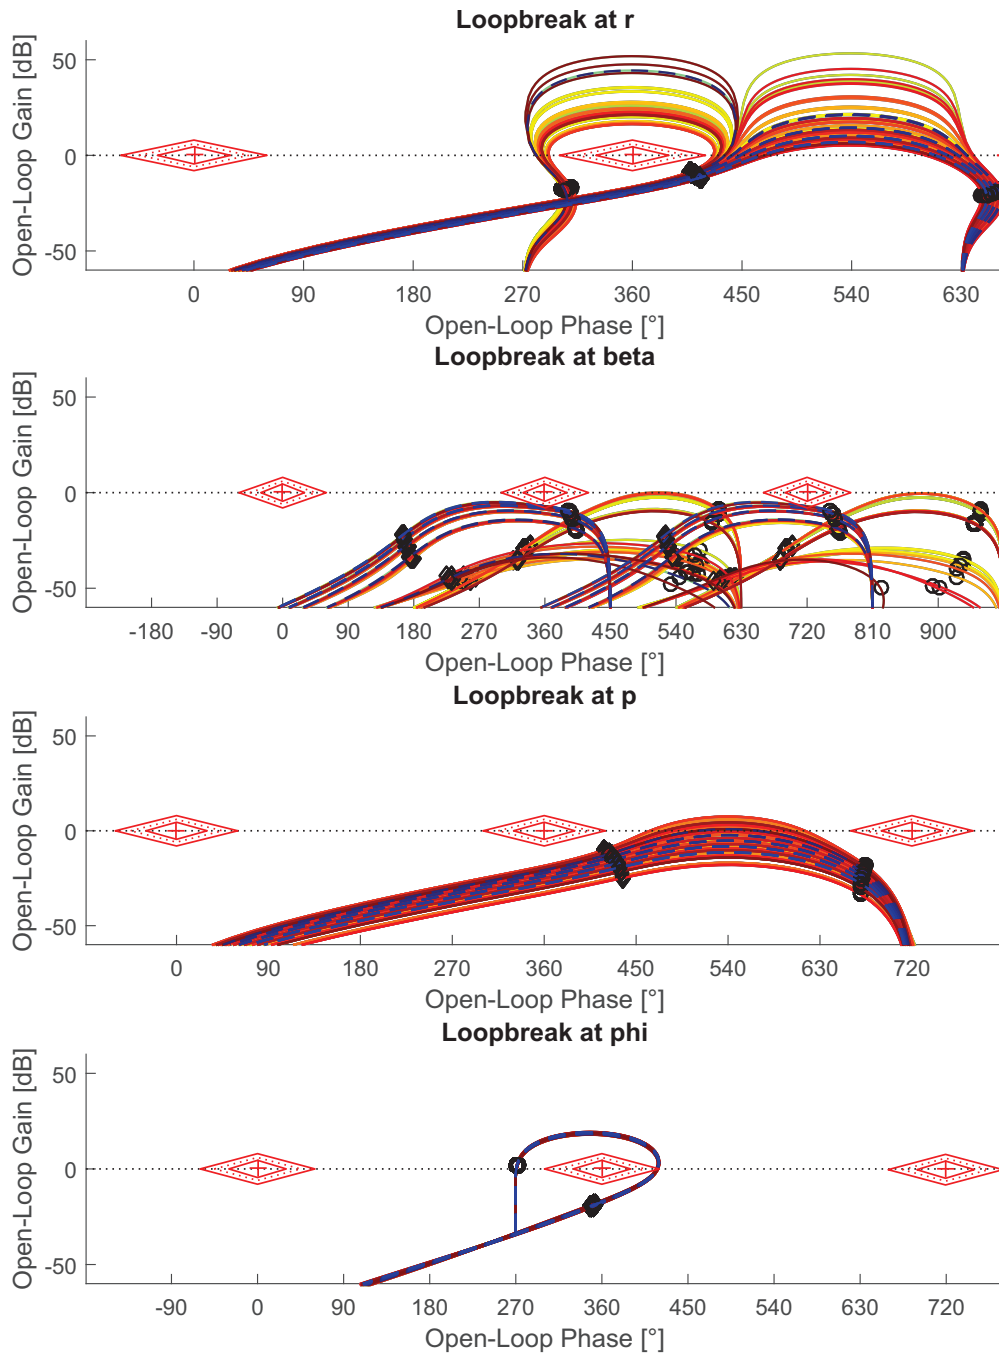 Loopbreak at r
Open-Loop Gain [dB]
50
0
-50
0 90 180 270 360 450 540 630
Open-Loop Phase [°]
Loopbreak at beta
Open-Loop Gain [dB]
50
0
-50
-180 -90 0 90 180 270 360 450 540 630 720 810 900
Open-Loop Phase [°]
Loopbreak at p
Open-Loop Gain [dB]
50
0
-50
0 90 180 270 360 450 540 630 720
Open-Loop Phase [°]
Loopbreak at phi
Open-Loop Gain [dB]
50
0
-50
-90 0 90 180 270 360 450 540 630 720
Open-Loop Phase [°]